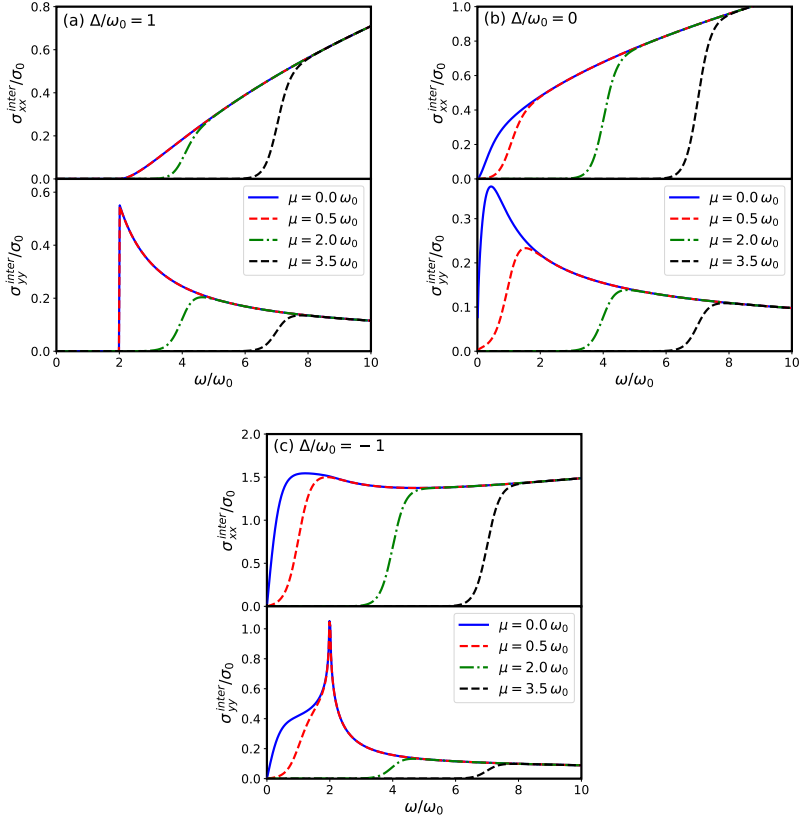 (a) Δ/ω₀ = 1
σ_xx^inter/σ₀
0.8
0.6
0.4
0.2
0.0
σ_yy^inter/σ₀
0.6
0.4
0.2
0.0
μ = 0.0 ω₀
μ = 0.5 ω₀
μ = 2.0 ω₀
μ = 3.5 ω₀
0 2 4 6 8 10
ω/ω₀
(b) Δ/ω₀ = 0
σ_xx^inter/σ₀
1.0
0.8
0.6
0.4
0.2
0.0
σ_yy^inter/σ₀
0.3
0.2
0.1
0.0
μ = 0.0 ω₀
μ = 0.5 ω₀
μ = 2.0 ω₀
μ = 3.5 ω₀
0 2 4 6 8 10
ω/ω₀
(c) Δ/ω₀ = −1
σ_xx^inter/σ₀
2.0
1.5
1.0
0.5
0.0
σ_yy^inter/σ₀
1.0
0.8
0.6
0.4
0.2
0.0
μ = 0.0 ω₀
μ = 0.5 ω₀
μ = 2.0 ω₀
μ = 3.5 ω₀
0 2 4 6 8 10
ω/ω₀